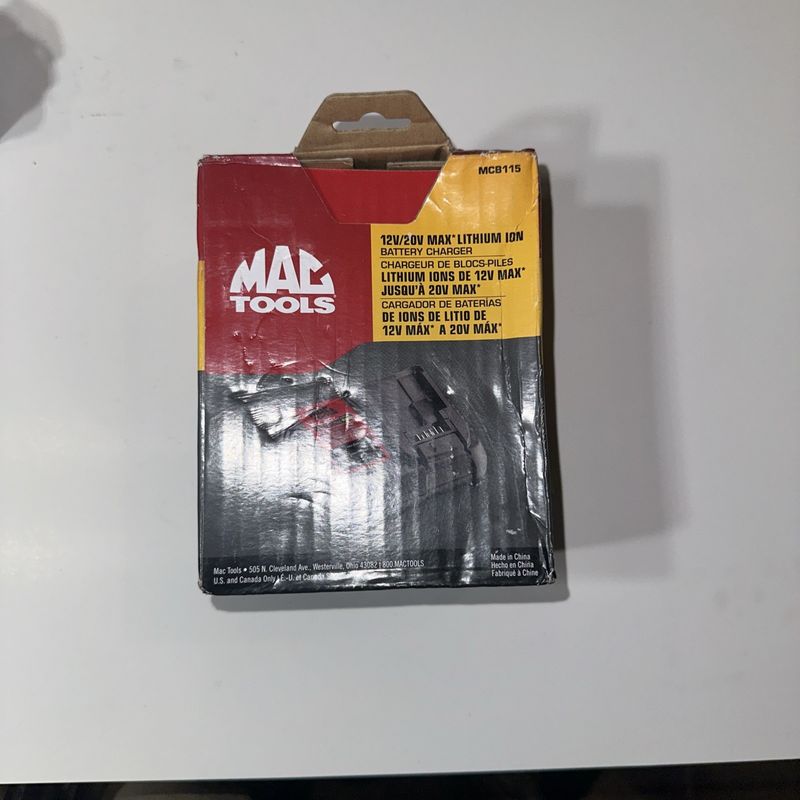 MCB115
12V/20V MAX* LITHIUM ION
BATTERY CHARGER
CHARGEUR DE BLOCS-PILES
LITHIUM IONS DE 12V MAX*
JUSQU'À 20V MAX*
CARGADOR DE BATERÍAS
DE IONS DE LITIO DE
12V MÁX* A 20V MÁX*
MAC
TOOLS
Mac Tools • 505 N. Cleveland Ave., Westerville, Ohio 43082 | 800.MACTOOLS
U.S. and Canada Only | É.-U. et Canada
Made in China
Hecho en China
Fabriqué à Chine